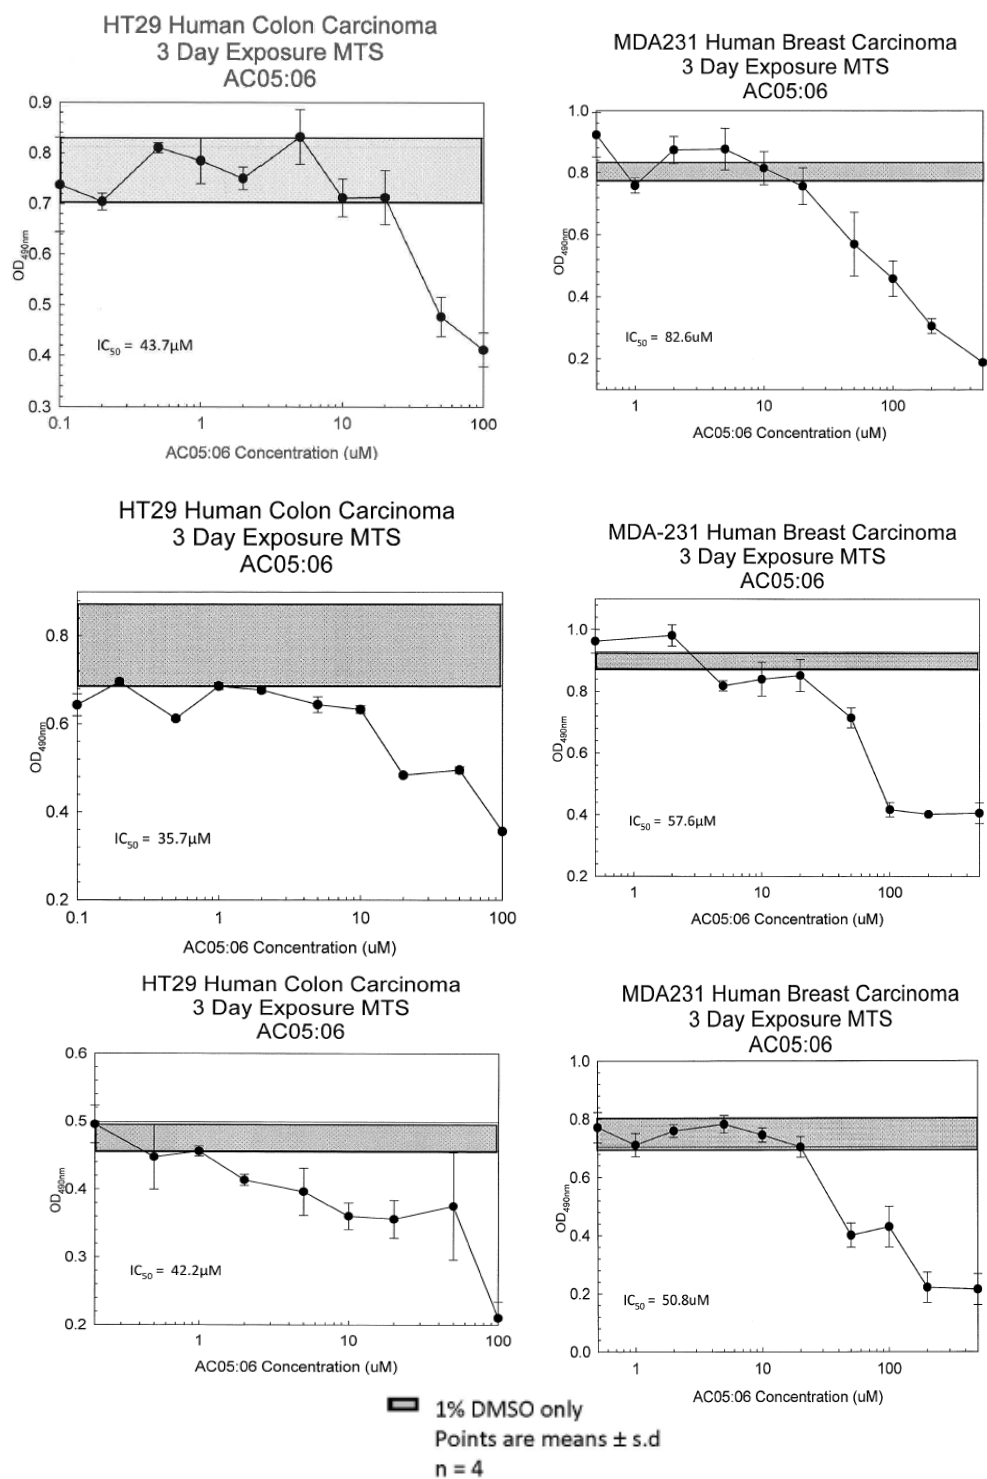 HT29 Human Colon Carcinoma
3 Day Exposure MTS
AC05:06
0.9
0.8
0.7
0.6
0.5
0.4
0.3
OD490nm
IC50 = 43.7µM
0.1
1
10
100
AC05:06 Concentration (uM)
MDA231 Human Breast Carcinoma
3 Day Exposure MTS
AC05:06
1.0
0.8
0.6
0.4
0.2
OD490nm
IC50 = 82.6uM
1
10
100
AC05:06 Concentration (uM)
HT29 Human Colon Carcinoma
3 Day Exposure MTS
AC05:06
0.8
0.6
0.4
0.2
OD490nm
IC50 = 35.7µM
0.1
1
10
100
AC05:06 Concentration (uM)
MDA-231 Human Breast Carcinoma
3 Day Exposure MTS
AC05:06
1.0
0.8
0.6
0.4
0.2
OD490nm
IC50 = 57.6µM
1
10
100
AC05:06 Concentration (uM)
HT29 Human Colon Carcinoma
3 Day Exposure MTS
AC05:06
0.6
0.5
0.4
0.3
0.2
OD490nm
IC50 = 42.2µM
1
10
100
AC05:06 Concentration (uM)
MDA231 Human Breast Carcinoma
3 Day Exposure MTS
AC05:06
1.0
0.8
0.6
0.4
0.2
0.0
OD490nm
IC50 = 50.8uM
1
10
100
AC05:06 Concentration (uM)
1% DMSO only
Points are means ± s.d
n = 4